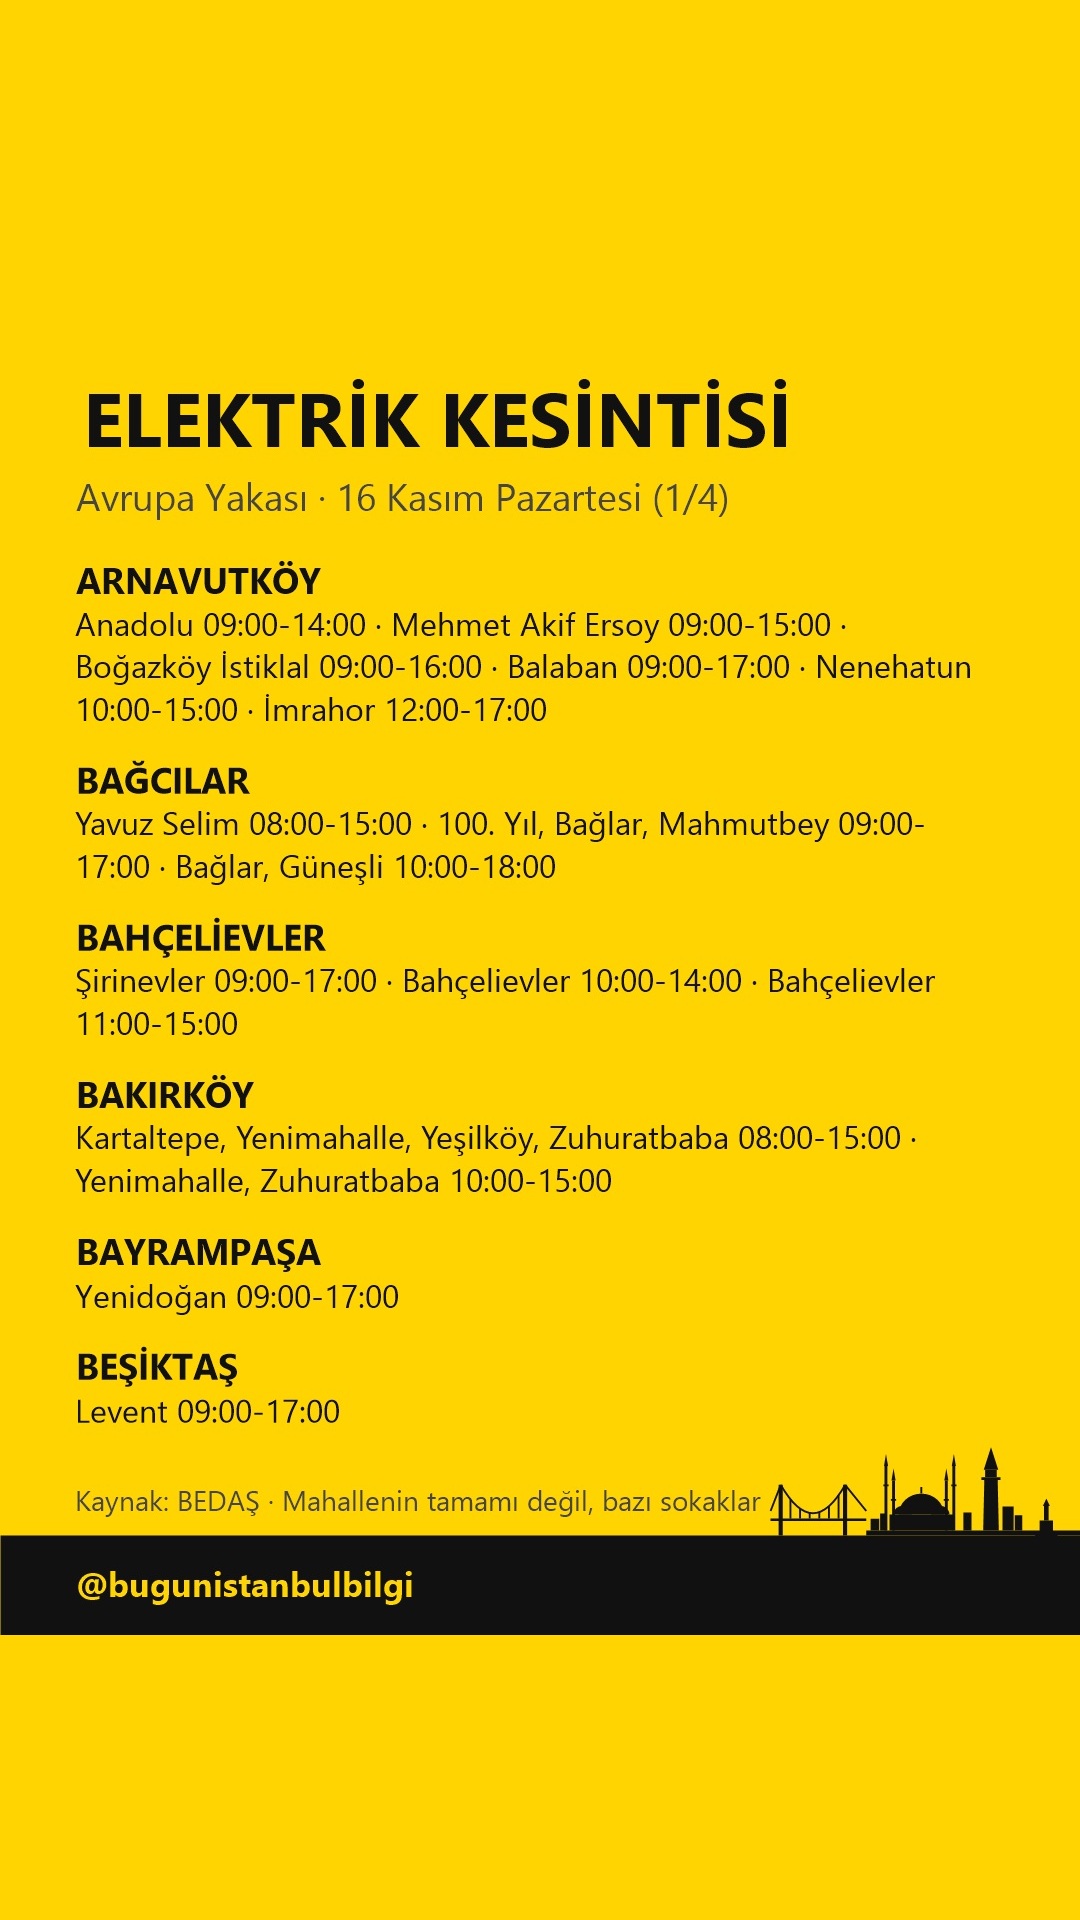 ELEKTRİK KESİNTİSİ
Avrupa Yakası · 16 Kasım Pazartesi (1/4)
ARNAVUTKÖY
Anadolu 09:00-14:00 · Mehmet Akif Ersoy 09:00-15:00 ·
Boğazköy İstiklal 09:00-16:00 · Balaban 09:00-17:00 · Nenehatun
10:00-15:00 · İmrahor 12:00-17:00
BAĞCILAR
Yavuz Selim 08:00-15:00 · 100. Yıl, Bağlar, Mahmutbey 09:00-
17:00 · Bağlar, Güneşli 10:00-18:00
BAHÇELİEVLER
Şirinevler 09:00-17:00 · Bahçelievler 10:00-14:00 · Bahçelievler
11:00-15:00
BAKIRKÖY
Kartaltepe, Yenimahalle, Yeşilköy, Zuhuratbaba 08:00-15:00 ·
Yenimahalle, Zuhuratbaba 10:00-15:00
BAYRAMPAŞA
Yenidoğan 09:00-17:00
BEŞİKTAŞ
Levent 09:00-17:00
Kaynak: BEDAŞ · Mahallenin tamamı değil, bazı sokaklar
@bugunistanbulbilgi